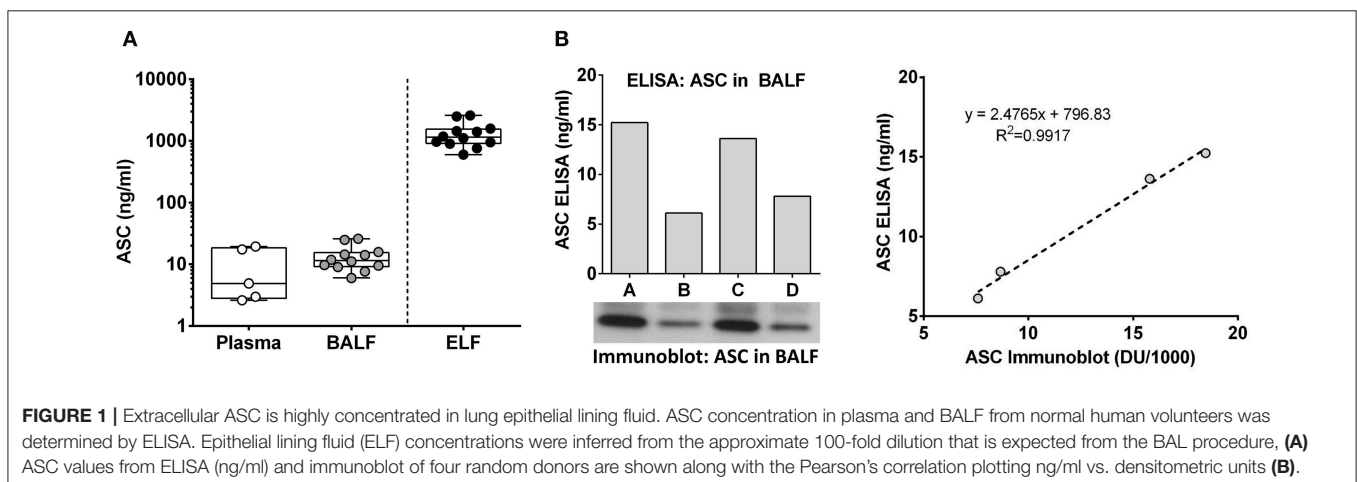 A
ASC (ng/ml)
10000
1000
100
10
1
Plasma BALF ELF
B
ELISA: ASC in BALF
ASC ELISA (ng/ml)
20
15
10
5
0
A B C D
Immunoblot: ASC in BALF
y = 2.4765x + 796.83
R²=0.9917
ASC ELISA (ng/ml)
20
15
10
5
5 10 15 20
ASC Immunoblot (DU/1000)
FIGURE 1 | Extracellular ASC is highly concentrated in lung epithelial lining fluid. ASC concentration in plasma and BALF from normal human volunteers was
determined by ELISA. Epithelial lining fluid (ELF) concentrations were inferred from the approximate 100-fold dilution that is expected from the BAL procedure, (A)
ASC values from ELISA (ng/ml) and immunoblot of four random donors are shown along with the Pearson's correlation plotting ng/ml vs. densitometric units (B).